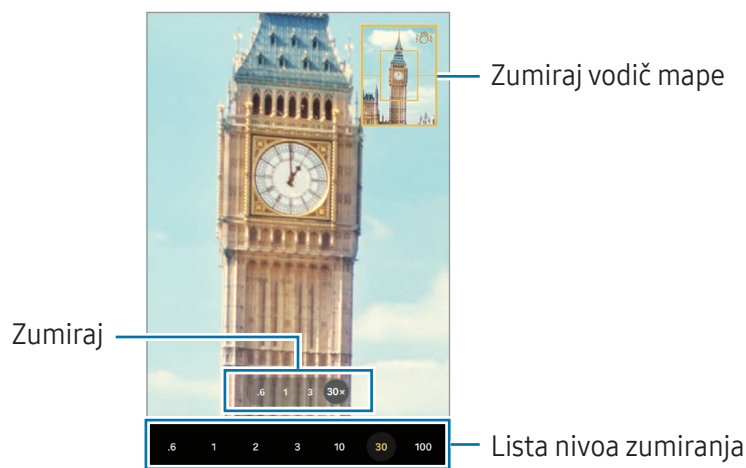 Zumiraj vodič mape
Zumiraj
.6 1 3 30×
.6 1 2 3 10 30 100
Lista nivoa zumiranja